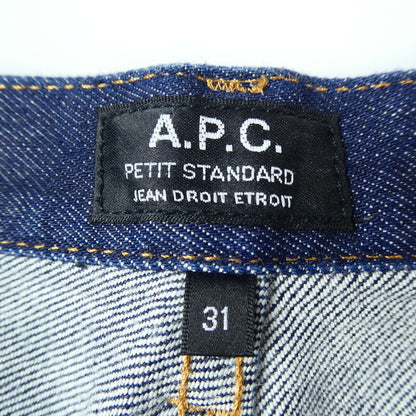 A.P.C.
PETIT STANDARD
JEAN DROIT ETROIT
31